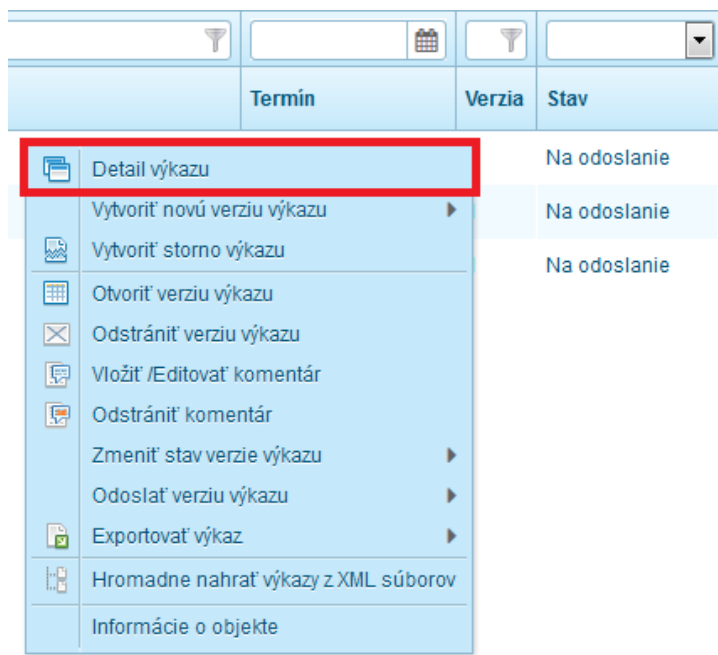 Termín Verzia Stav
Detail výkazu Na odoslanie
Vytvoriť novú verziu výkazu Na odoslanie
Vytvoriť storno výkazu Na odoslanie
Otvoriť verziu výkazu
Odstrániť verziu výkazu
Vložiť /Editovať komentár
Odstrániť komentár
Zmeniť stav verzie výkazu
Odoslať verziu výkazu
Exportovať výkaz
Hromadne nahrať výkazy z XML súborov
Informácie o objekte